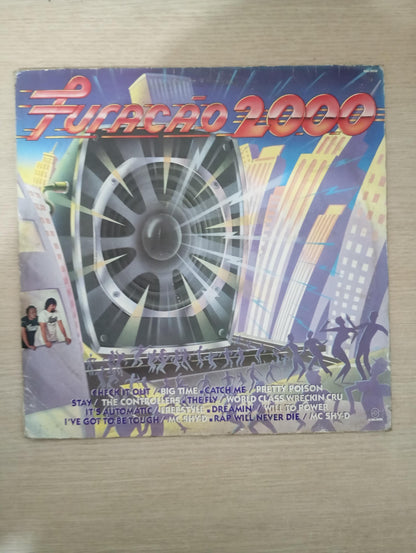 FURACÃO 2000
CHECK IT OUT / BIG TIME • CATCH ME / PRETTY POISON
STAY / THE CONTROLLERS • THE FLY / WORLD CLASS WRECKIN CRU
IT'S AUTOMATIC / FREESTYLE • DREAMIN' / WILL TO POWER
I'VE GOT TO BE TOUGH / MC SHY-D • RAP WILL NEVER DIE / MC SHY-D